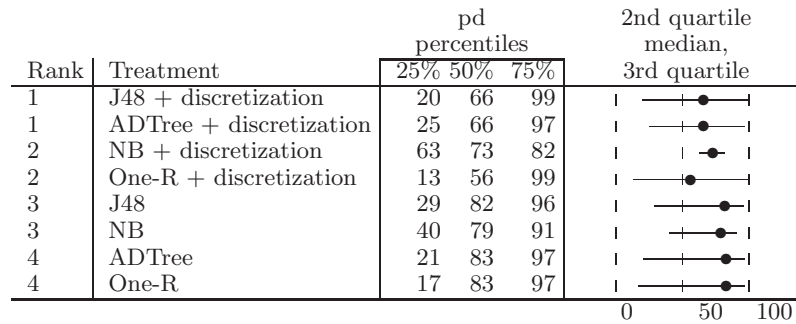 pd 2nd quartile
percentiles median,
Rank Treatment 25% 50% 75% 3rd quartile
1 J48 + discretization 20 66 99
1 ADTree + discretization 25 66 97
2 NB + discretization 63 73 82
2 One-R + discretization 13 56 99
3 J48 29 82 96
3 NB 40 79 91
4 ADTree 21 83 97
4 One-R 17 83 97
0 50 100